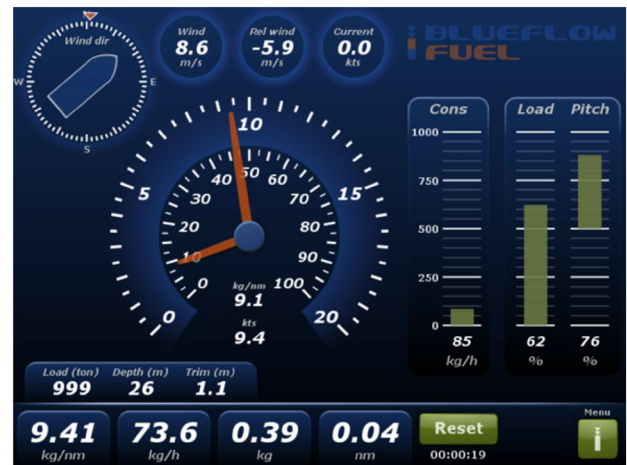 Wind dir
W
E
S
Wind
8.6
m/s
Rel wind
-5.9
m/s
Current
0.0
kts
BLUEFLOW
FUEL
0
5
10
15
20
0
10
20
30
40
50
60
70
80
90
100
kg/nm
9.1
kts
9.4
Cons
1000
750
500
250
0
85
kg/h
Load
Pitch
62
76
%
%
Load (ton)
Depth (m)
Trim (m)
999
26
1.1
9.41
kg/nm
73.6
kg/h
0.39
kg
0.04
nm
Reset
00:00:19
Menu